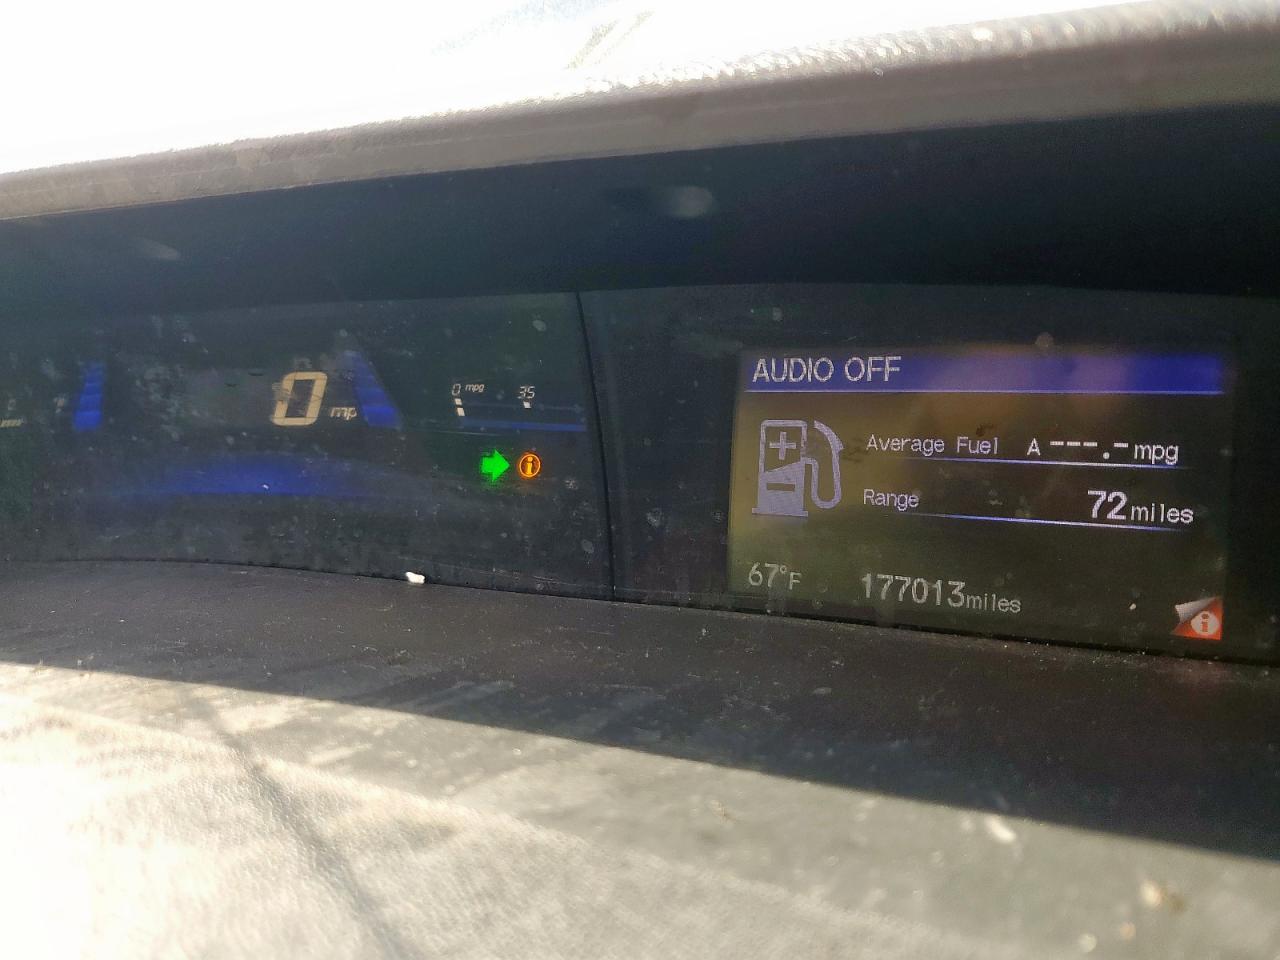 0 mp
0 mpg 35
AUDIO OFF
Average Fuel A ---.- mpg
Range 72 miles
67°F 177013 miles